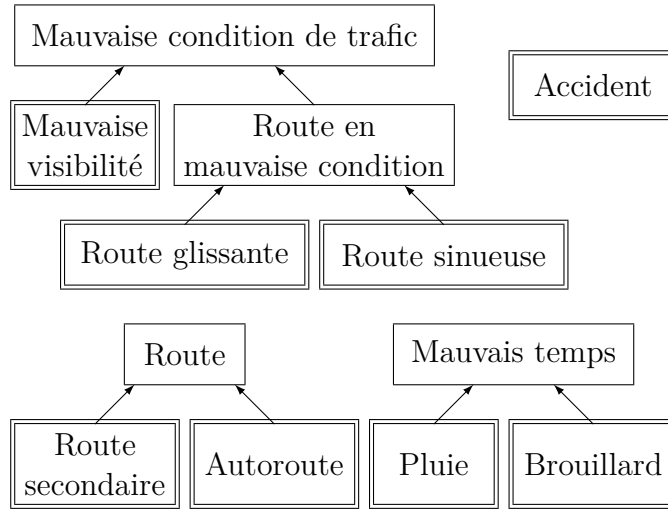 Mauvaise condition de trafic
Accident
Mauvaise
visibilité
Route en
mauvaise condition
Route glissante
Route sinueuse
Route
Mauvais temps
Route
secondaire
Autoroute
Pluie
Brouillard